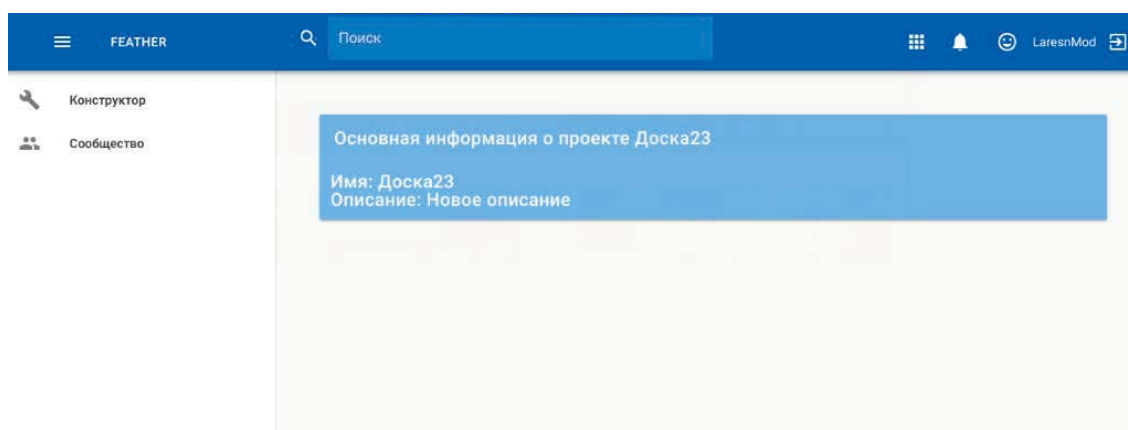 FEATHER
Поиск
LaresnMod
Конструктор
Сообщество
Основная информация о проекте Доска23
Имя: Доска23
Описание: Новое описание